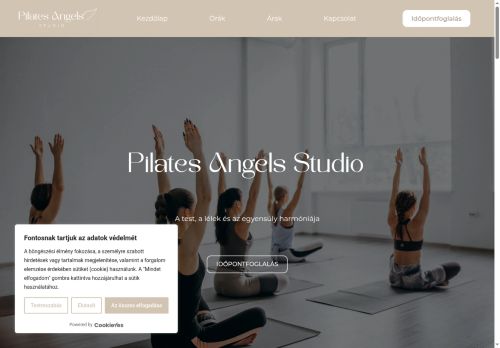 Pilates Angels
STUDIO
Kezdőlap
Órák
Árak
Kapcsolat
Időpontfoglalás
Pilates Angels Studio
A test, a lélek és az egyensúly harmóniája
IDŐPONTFOGLALÁS
Fontosnak tartjuk az adatok védelmét
A böngészési élmény fokozása, a személyre szabott
hirdetések vagy tartalmak megjelenítése, valamint a forgalom
elemzése érdekében sütiket (cookie) használunk. A "Mindet
elfogadom" gombra kattintva hozzájárulhat a sütik
használatához.
Testreszabás
Elutasít
Az összes elfogadása
Powered by CookieYes